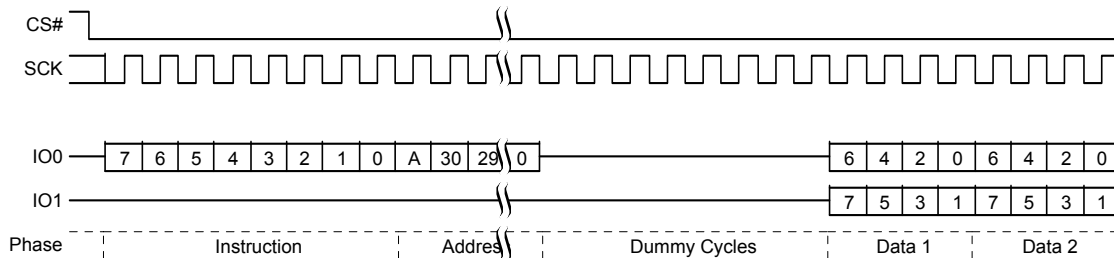 CS#
SCK
IO0 7 6 5 4 3 2 1 0 A 30 29 0 6 4 2 0 6 4 2 0
IO1 7 5 3 1 7 5 3 1
Phase Instruction Addres Dummy Cycles Data 1 Data 2